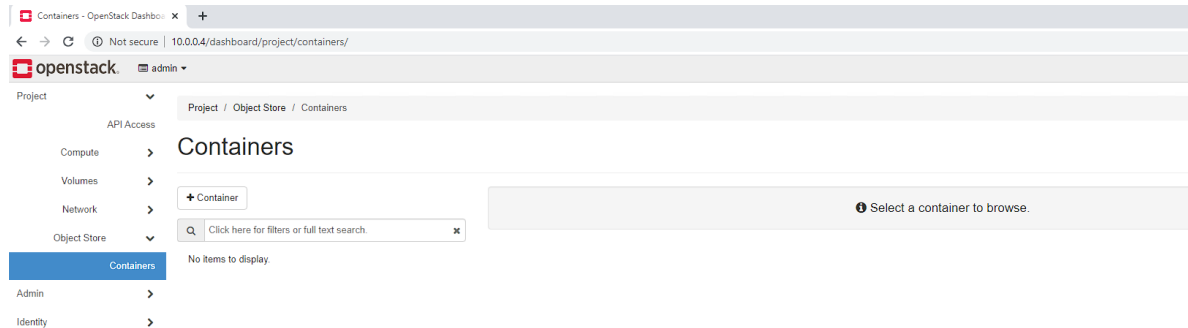 Containers - OpenStack Dashboa
Not secure | 10.0.0.4/dashboard/project/containers/
openstack. admin
Project
Project / Object Store / Containers
API Access
Containers
Compute
Volumes
+ Container
Select a container to browse.
Network
Click here for filters or full text search.
Object Store
No items to display.
Containers
Admin
Identity